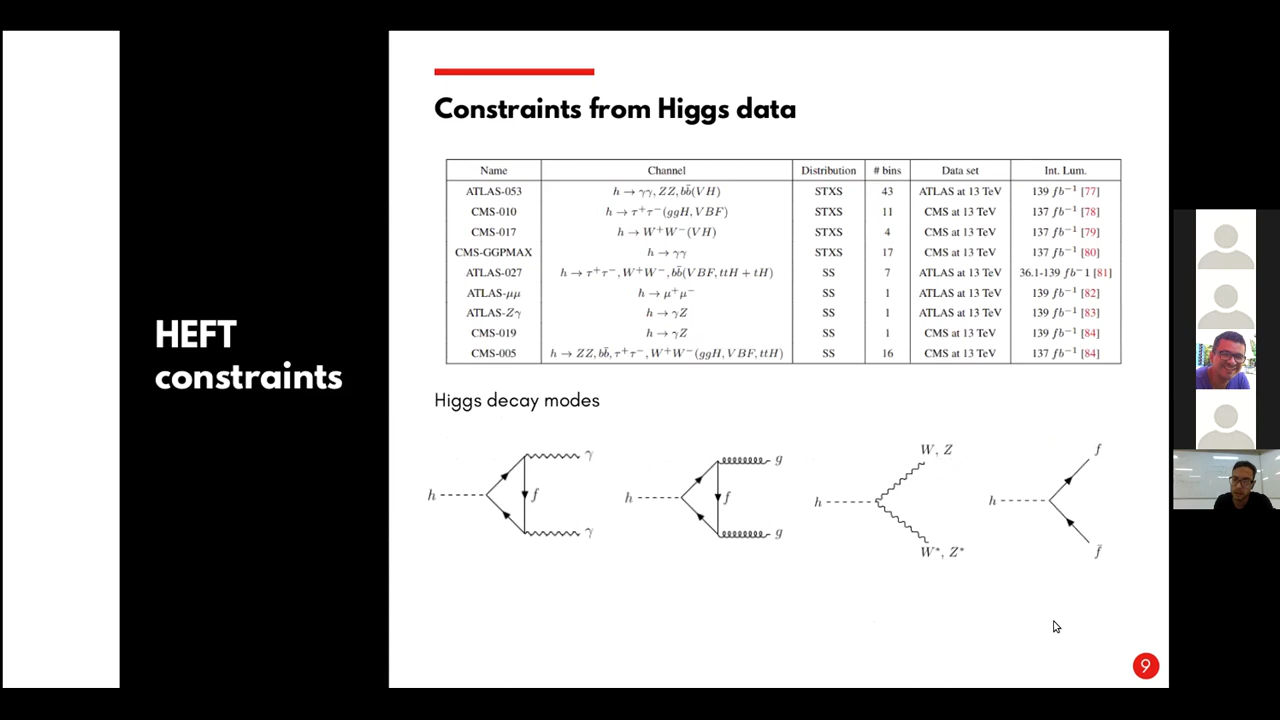 HEFT
constraints
Constraints from Higgs data
Name Channel Distribution # bins Data set Int. Lum.
ATLAS-053 h → γγ, ZZ, bb̄(VH) STXS 43 ATLAS at 13 TeV 139 fb⁻¹ [77]
CMS-010 h → τ⁺τ⁻(ggH, VBF) STXS 11 CMS at 13 TeV 137 fb⁻¹ [78]
CMS-017 h → W⁺W⁻(VH) STXS 4 CMS at 13 TeV 137 fb⁻¹ [79]
CMS-GGPMAX h → γγ STXS 17 CMS at 13 TeV 137 fb⁻¹ [80]
ATLAS-027 h → τ⁺τ⁻, W⁺W⁻, bb̄(VBF, ttH + tH) SS 7 ATLAS at 13 TeV 36.1-139 fb⁻1 [81]
ATLAS-μμ h → μ⁺μ⁻ SS 1 ATLAS at 13 TeV 139 fb⁻¹ [82]
ATLAS-Zγ h → γZ SS 1 ATLAS at 13 TeV 139 fb⁻¹ [83]
CMS-019 h → γZ SS 1 CMS at 13 TeV 139 fb⁻¹ [84]
CMS-005 h → ZZ, bb̄, τ⁺τ⁻, W⁺W⁻(ggH, VBF, ttH) SS 16 CMS at 13 TeV 137 fb⁻¹ [84]
Higgs decay modes
h f γ γ
h f g g
h W, Z W*, Z*
h f f̄
9